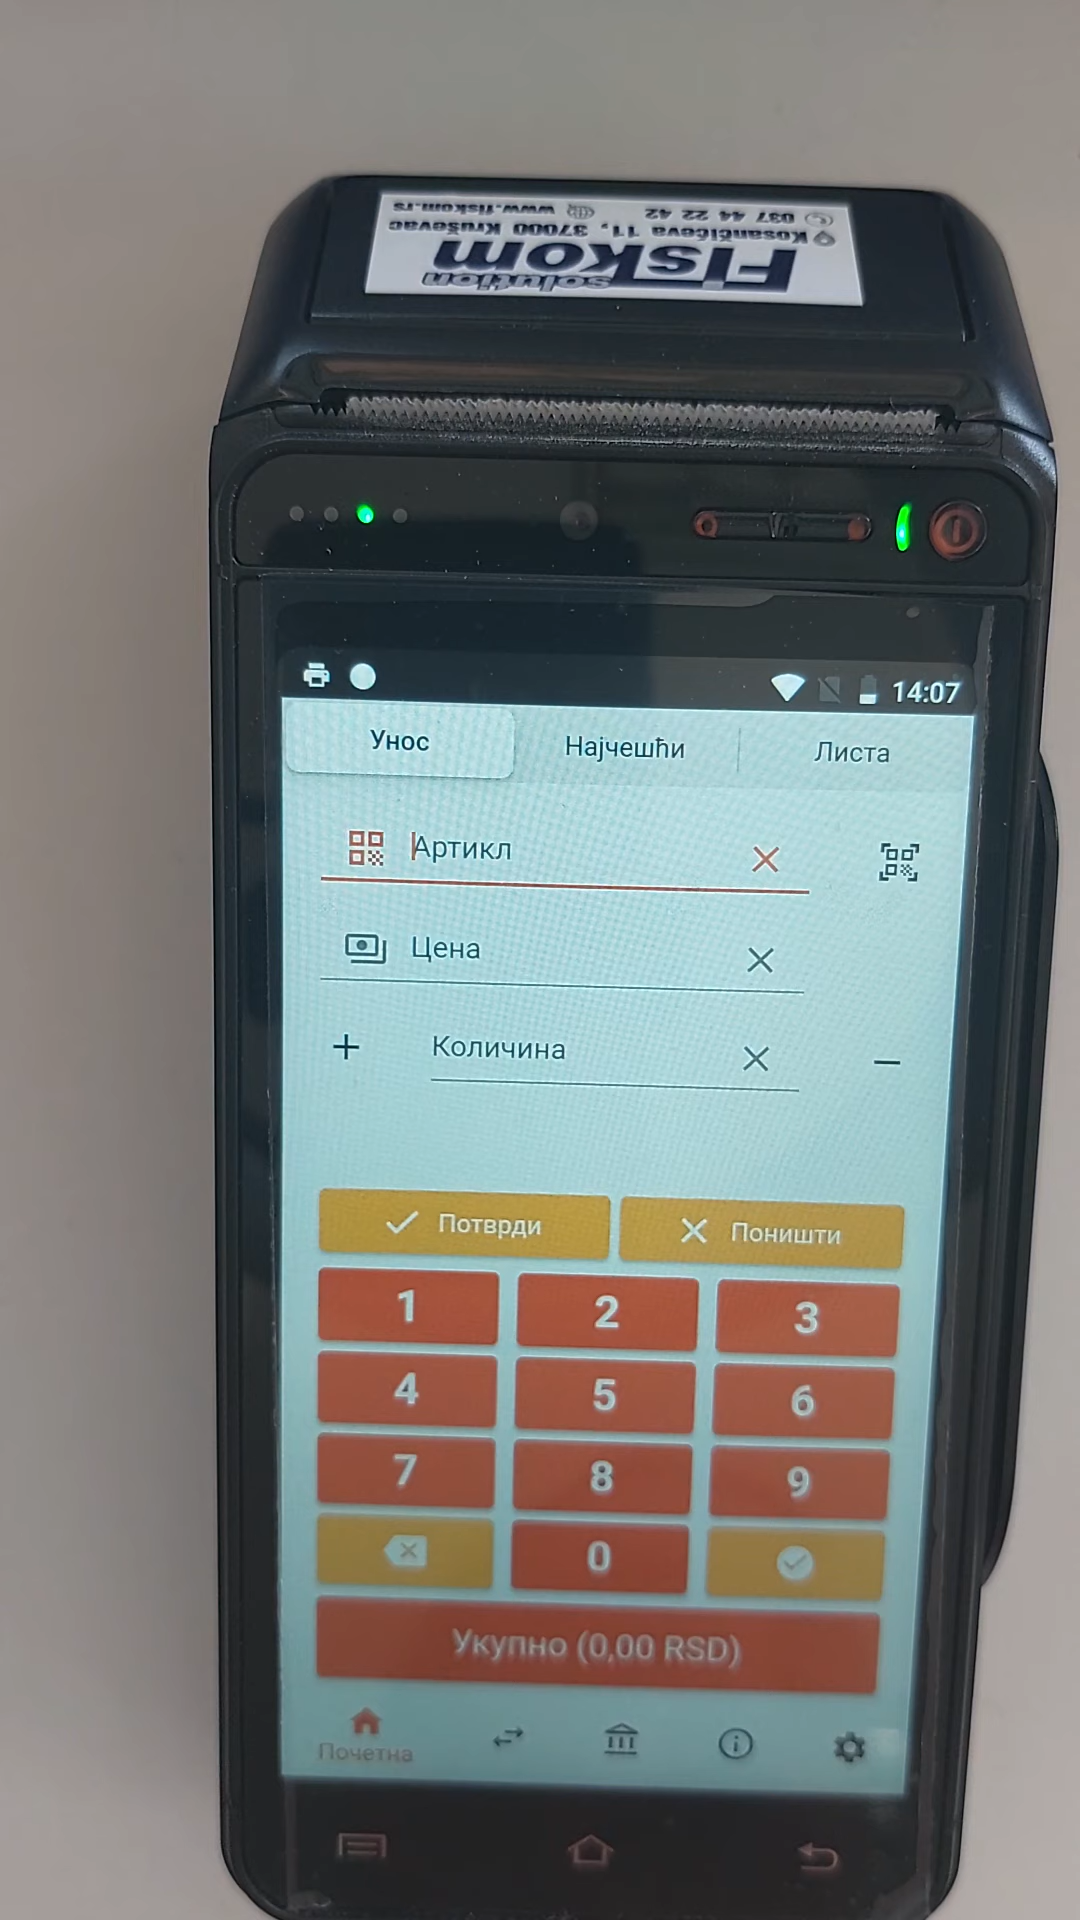 Fiskom
solution
Kosančićeva 11, 37000 Kruševac
037 44 22 42 www.fiskom.rs
14:07
Унос Најчешћи Листа
Артикл
Цена
Количина
Потврди Поништи
1 2 3
4 5 6
7 8 9
0
Укупно (0,00 RSD)
Почетна